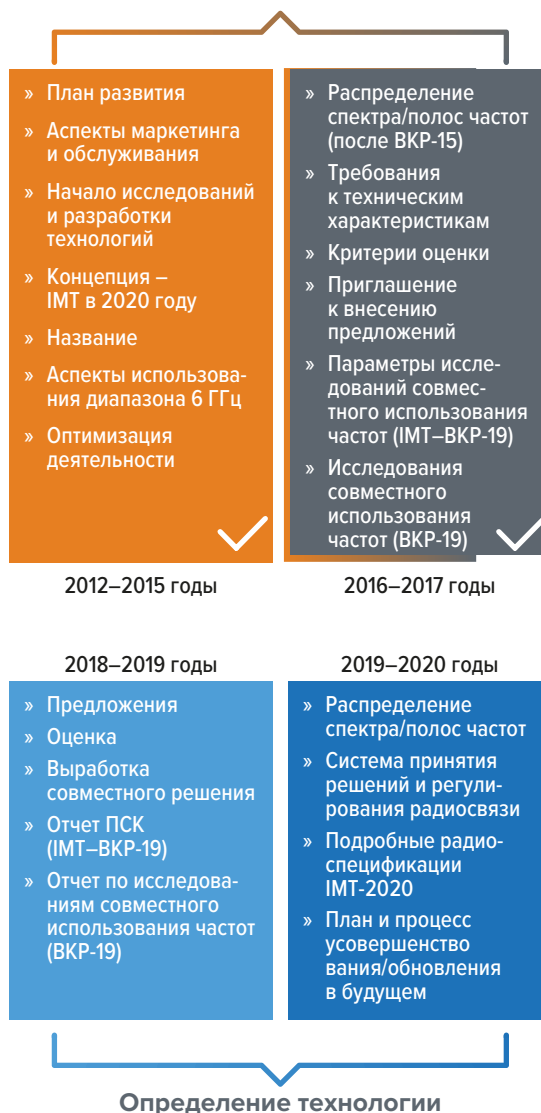 » План развития
» Аспекты маркетинга
и обслуживания
» Начало исследований
и разработки
технологий
» Концепция –
IMT в 2020 году
» Название
» Аспекты использова-
ния диапазона 6 ГГц
» Оптимизация
деятельности
2012–2015 годы
» Распределение
спектра/полос частот
(после ВКР-15)
» Требования
к техническим
характеристикам
» Критерии оценки
» Приглашение
к внесению
предложений
» Параметры иссле-
дований совмес-
тного использования
частот (IMT–ВКР-19)
» Исследования
совместного
использования
частот (ВКР-19)
2016–2017 годы
2018–2019 годы
» Предложения
» Оценка
» Выработка
совместного решения
» Отчет ПСК
(IMT–ВКР-19)
» Отчет по исследова-
ниям совместного
использования частот
(ВКР-19)
2019–2020 годы
» Распределение
спектра/полос частот
» Система принятия
решений и регули-
рования радиосвязи
» Подробные радио-
спецификации
IMT-2020
» План и процесс
усовершенство
вания/обновления
в будущем
Определение технологии